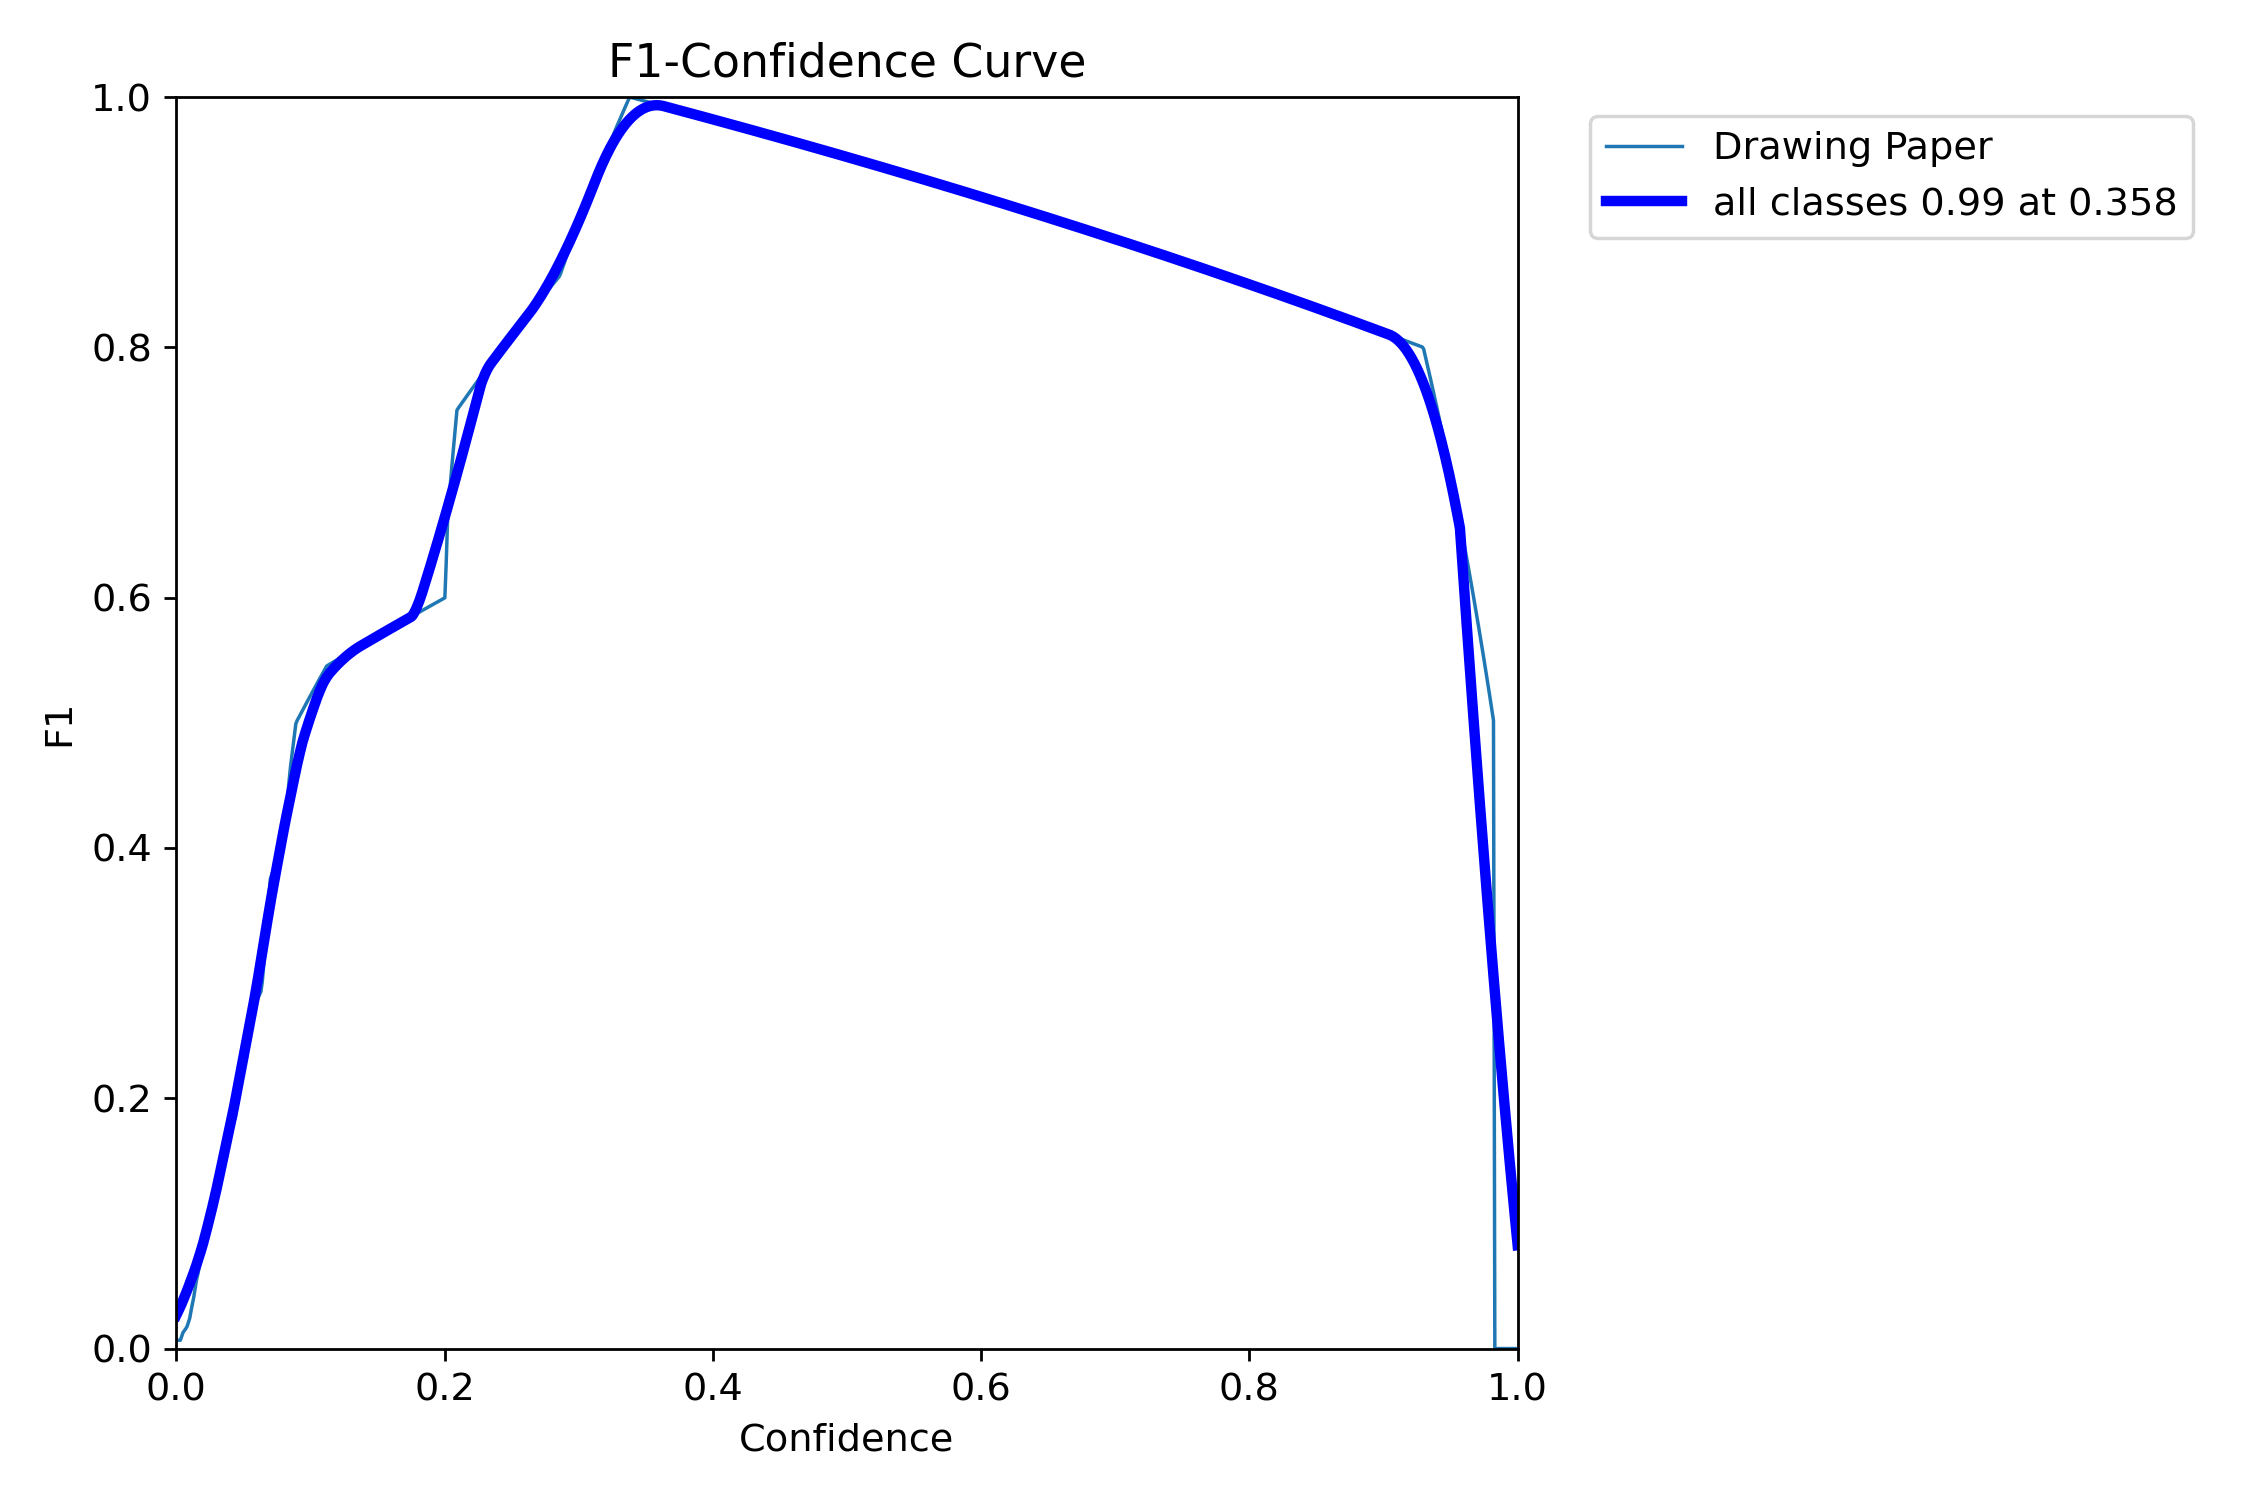 F1-Confidence Curve
1.0
0.8
0.6
0.4
0.2
0.0
F1
0.0 0.2 0.4 0.6 0.8 1.0
Confidence
Drawing Paper
all classes 0.99 at 0.358